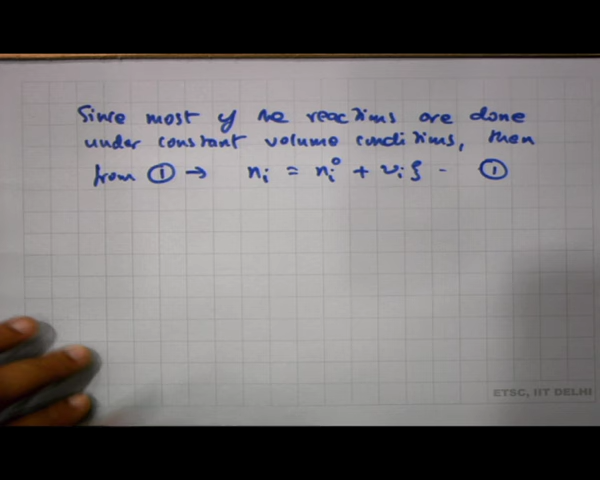 Since most of the reactions are done
under constant volume conditions, then
from ① → nᵢ = nᵢ⁰ + νᵢ ξ - ①
ETSC, IIT DELHI